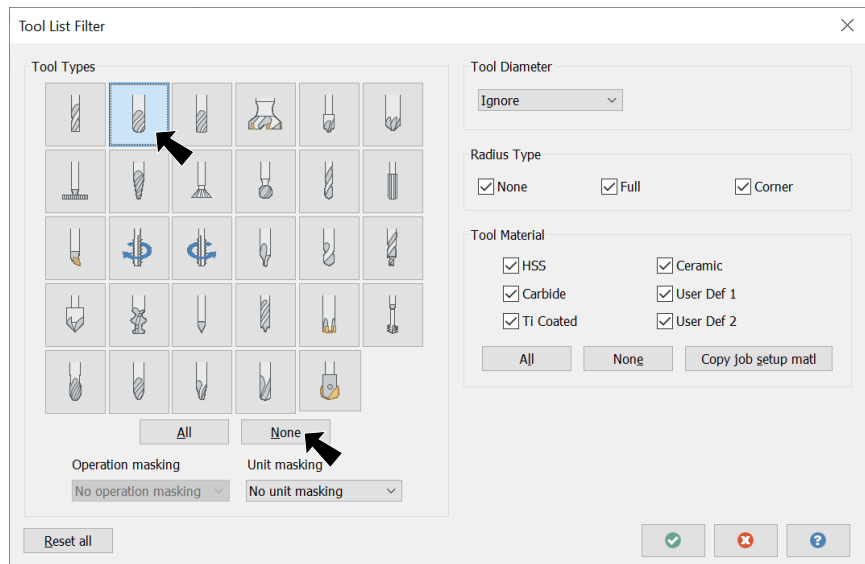 Tool List Filter
Tool Types
All
None
Operation masking
Unit masking
No operation masking
No unit masking
Reset all
Tool Diameter
Ignore
Radius Type
None
Full
Corner
Tool Material
HSS
Ceramic
Carbide
User Def 1
Ti Coated
User Def 2
All
None
Copy job setup matl